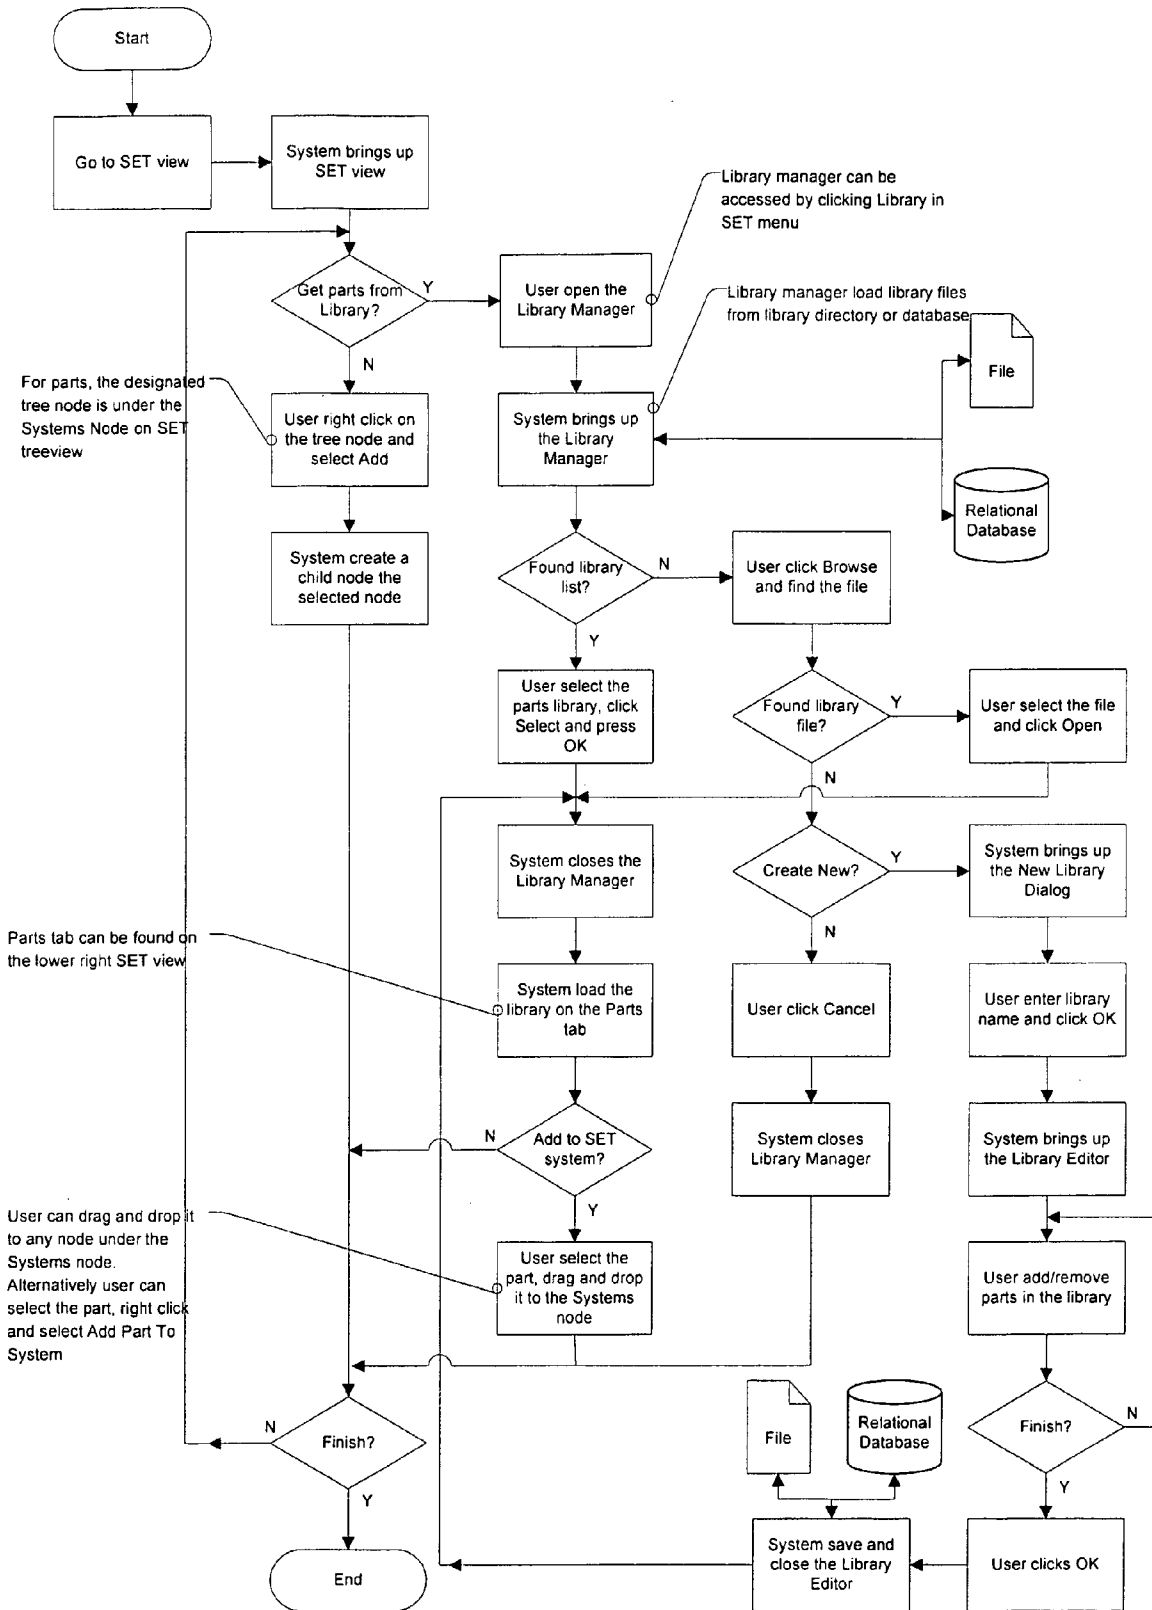 Start
Go to SET view
System brings up
SET view
Library manager can be
accessed by clicking Library in
SET menu
Get parts from
Library?
Y
N
User open the
Library Manager
Library manager load library files
from library directory or database
File
For parts, the designated
tree node is under the
Systems Node on SET
treeview
User right click on
the tree node and
select Add
System brings up
the Library
Manager
Relational
Database
System create a
child node the
selected node
Found library
list?
N
Y
User click Browse
and find the file
User select the
parts library, click
Select and press
OK
Found library
file?
Y
N
User select the file
and click Open
System closes the
Library Manager
Create New?
Y
N
System brings up
the New Library
Dialog
Parts tab can be found on
the lower right SET view
System load the
library on the Parts
tab
User click Cancel
User enter library
name and click OK
Add to SET
system?
N
Y
System closes
Library Manager
System brings up
the Library Editor
User can drag and drop it
to any node under the
Systems node.
Alternatively user can
select the part, right click
and select Add Part To
System
User select the
part, drag and drop
it to the Systems
node
User add/remove
parts in the library
Finish?
N
Y
File
Relational
Database
Finish?
N
Y
End
System save and
close the Library
Editor
User clicks OK